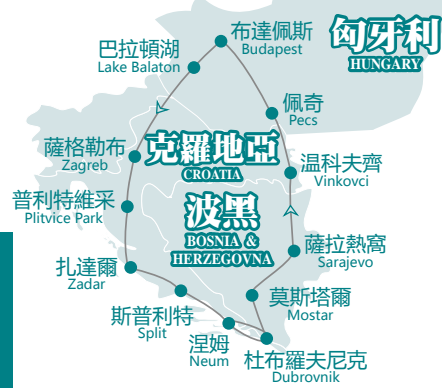 布達佩斯
Budapest
匈牙利
HUNGARY
巴拉頓湖
Lake Balaton
佩奇
Pecs
薩格勒布
Zagreb
克羅地亞
CROATIA
温科夫齊
Vinkovci
普利特維采
Plitvice Park
波黑
BOSNIA &
HERZEGOVNA
薩拉熱窩
Sarajevo
扎達爾
Zadar
莫斯塔爾
Mostar
斯普利特
Split
涅姆
Neum
杜布羅夫尼克
Dubrovnik